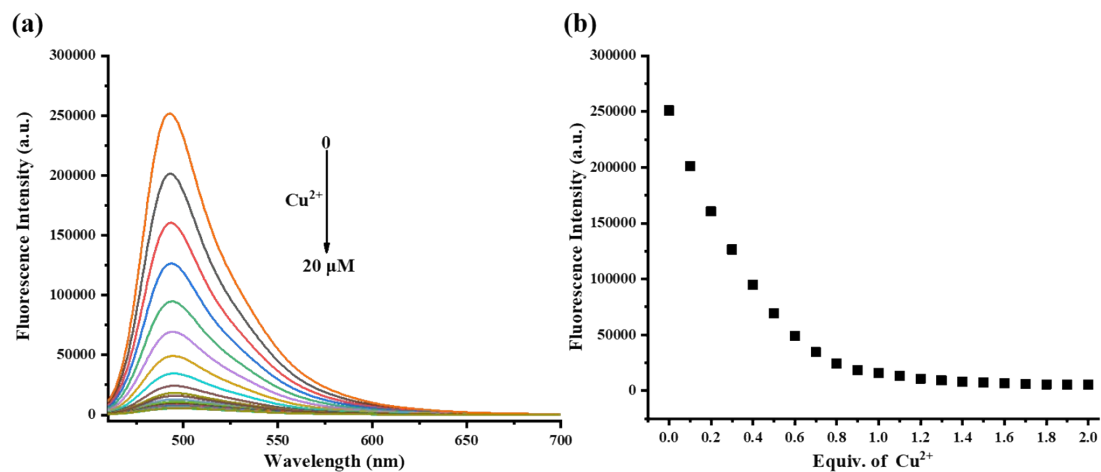 (a)
300000
250000
200000
150000
100000
50000
0
Fluorescence Intensity (a.u.)
500
550
600
650
700
Wavelength (nm)
0
Cu²⁺
20 μM
(b)
300000
250000
200000
150000
100000
50000
0
Fluorescence Intensity (a.u.)
0.0 0.2 0.4 0.6 0.8 1.0 1.2 1.4 1.6 1.8 2.0
Equiv. of Cu²⁺